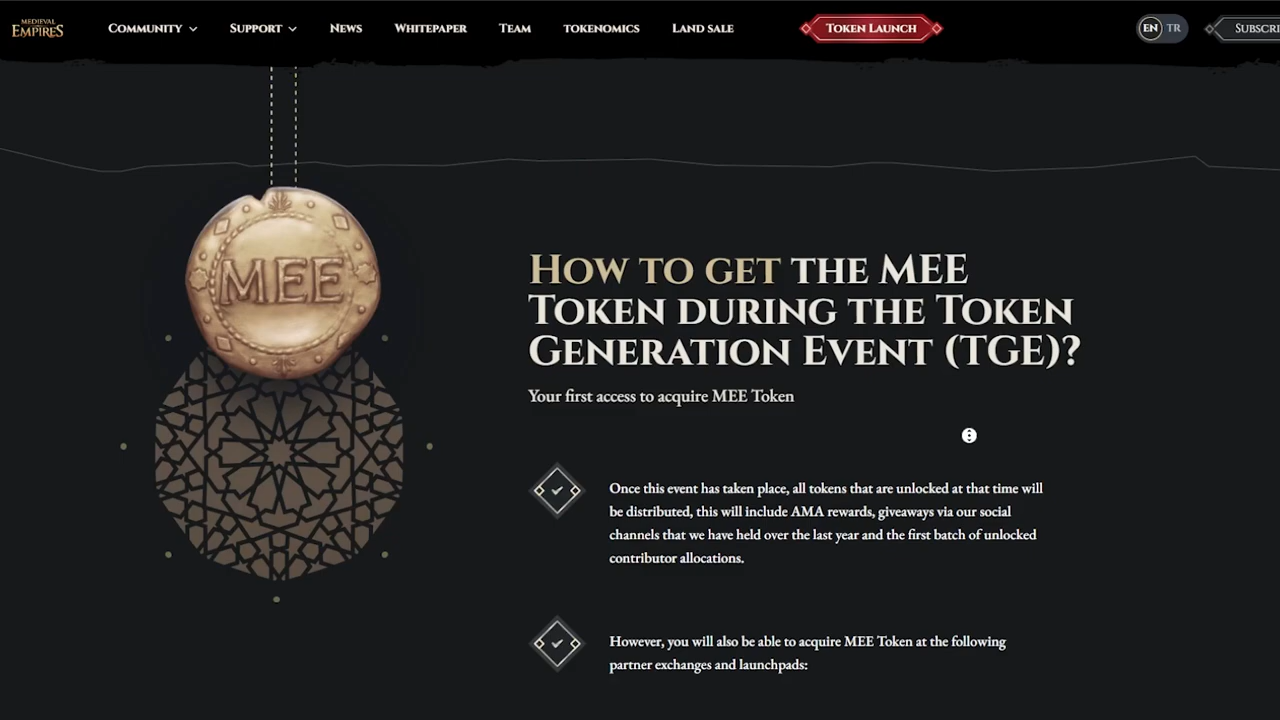 MEDIEVAL
EMPIRES
COMMUNITY
SUPPORT
NEWS
WHITEPAPER
TEAM
TOKENOMICS
LAND SALE
TOKEN LAUNCH
EN
TR
SUBSCRI
MEE
HOW TO GET THE MEE
TOKEN DURING THE TOKEN
GENERATION EVENT (TGE)?
Your first access to acquire MEE Token
Once this event has taken place, all tokens that are unlocked at that time will
be distributed, this will include AMA rewards, giveaways via our social
channels that we have held over the last year and the first batch of unlocked
contributor allocations.
However, you will also be able to acquire MEE Token at the following
partner exchanges and launchpads: